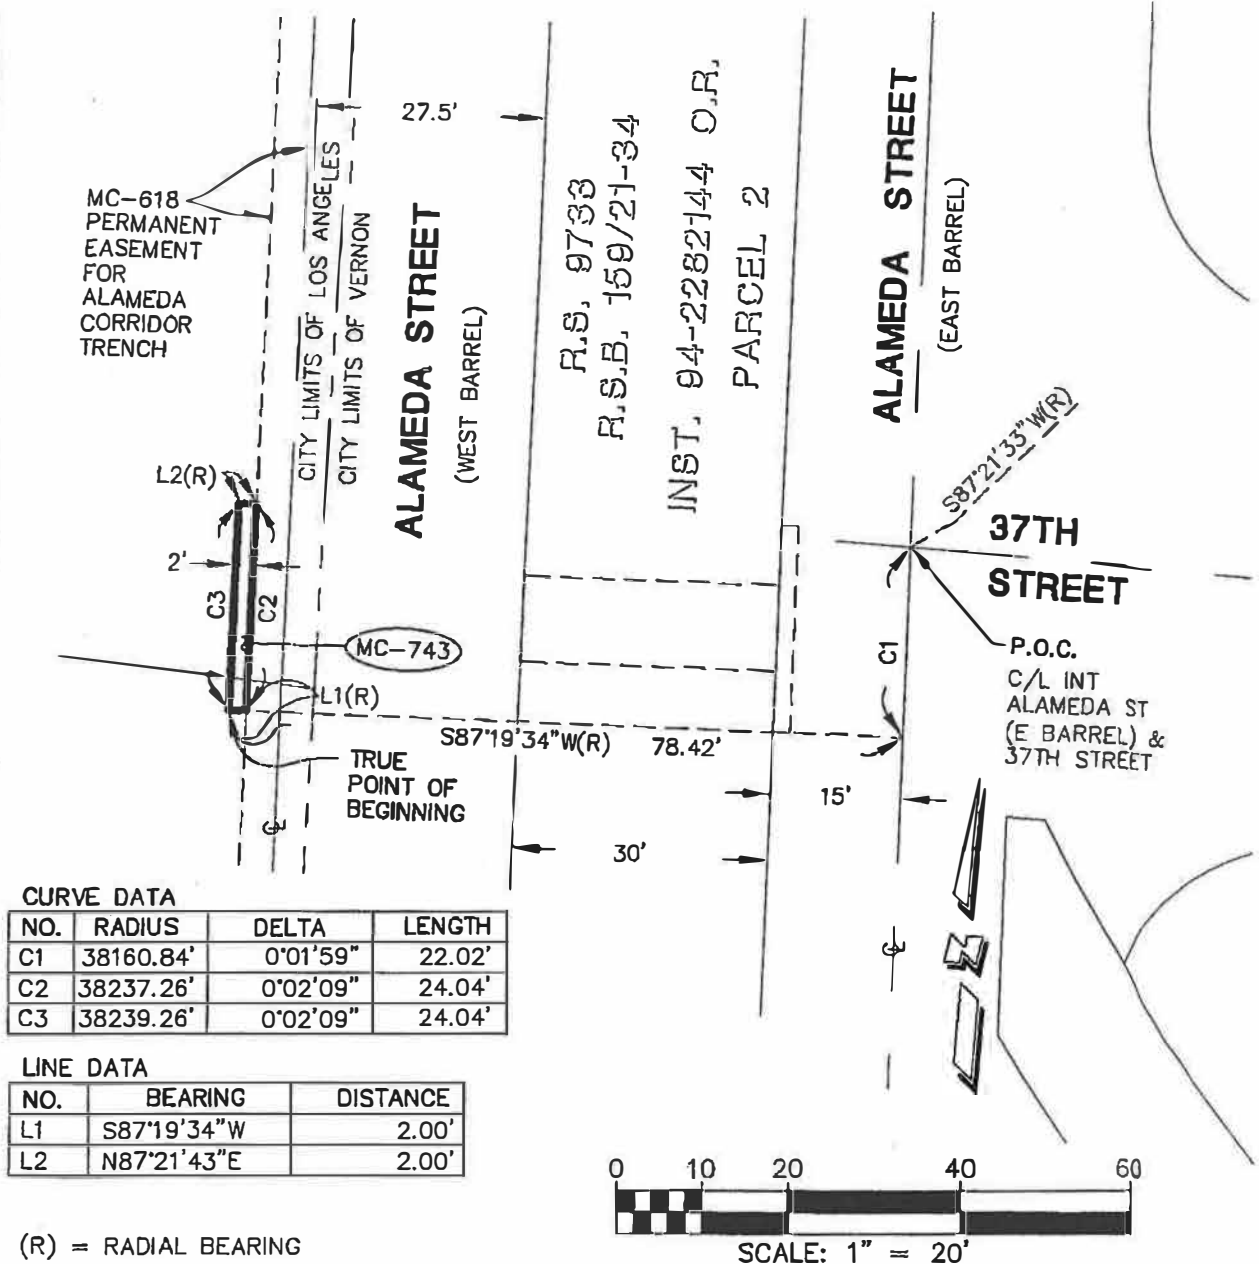 27.5'
MC-618
PERMANENT
EASEMENT
FOR
ALAMEDA
CORRIDOR
TRENCH
CITY LIMITS OF LOS ANGELES
CITY LIMITS OF VERNON
ALAMEDA STREET
(WEST BARREL)
R.S. 9733
R.S.B. 159/21-34
INST. 94-2282144 O.R.
PARCEL 2
ALAMEDA STREET
(EAST BARREL)
S87°21'33"W(R)
37TH
STREET
L2(R)
2'
C3
C2
MC-743
L1(R)
C1
P.O.C.
C/L INT
ALAMEDA ST
(E BARREL) &
37TH STREET
S87°19'34"W(R) 78.42'
TRUE
POINT OF
BEGINNING
15'
30'
CURVE DATA
NO. RADIUS DELTA LENGTH
C1 38160.84' 0°01'59" 22.02'
C2 38237.26' 0°02'09" 24.04'
C3 38239.26' 0°02'09" 24.04'
LINE DATA
NO. BEARING DISTANCE
L1 S87°19'34"W 2.00'
L2 N87°21'43"E 2.00'
N
0 10 20 40 60
SCALE: 1" = 20'
(R) = RADIAL BEARING